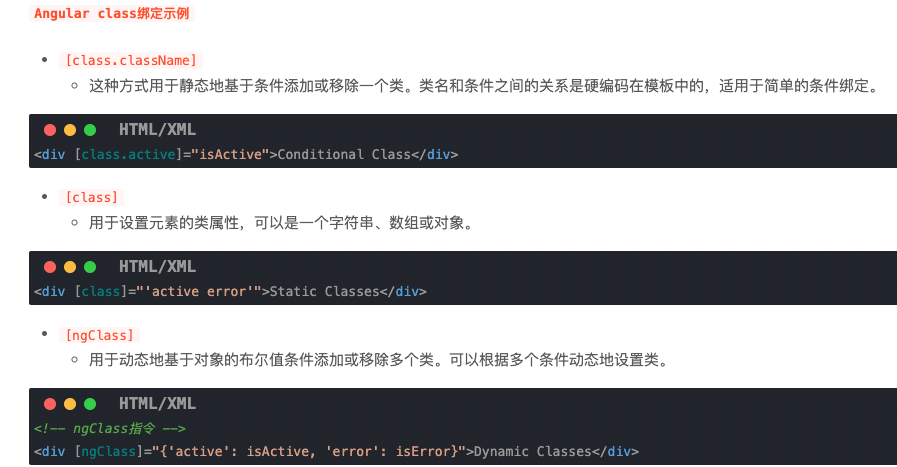 Angular class绑定示例
[class.className]
这种方式用于静态地基于条件添加或移除一个类。类名和条件之间的关系是硬编码在模板中的，适用于简单的条件绑定。
HTML/XML
<div [class.active]="isActive">Conditional Class</div>
[class]
用于设置元素的类属性，可以是一个字符串、数组或对象。
HTML/XML
<div [class]="'active error'">Static Classes</div>
[ngClass]
用于动态地基于对象的布尔值条件添加或移除多个类。可以根据多个条件动态地设置类。
HTML/XML
<!-- ngClass指令 -->
<div [ngClass]="{'active': isActive, 'error': isError}">Dynamic Classes</div>